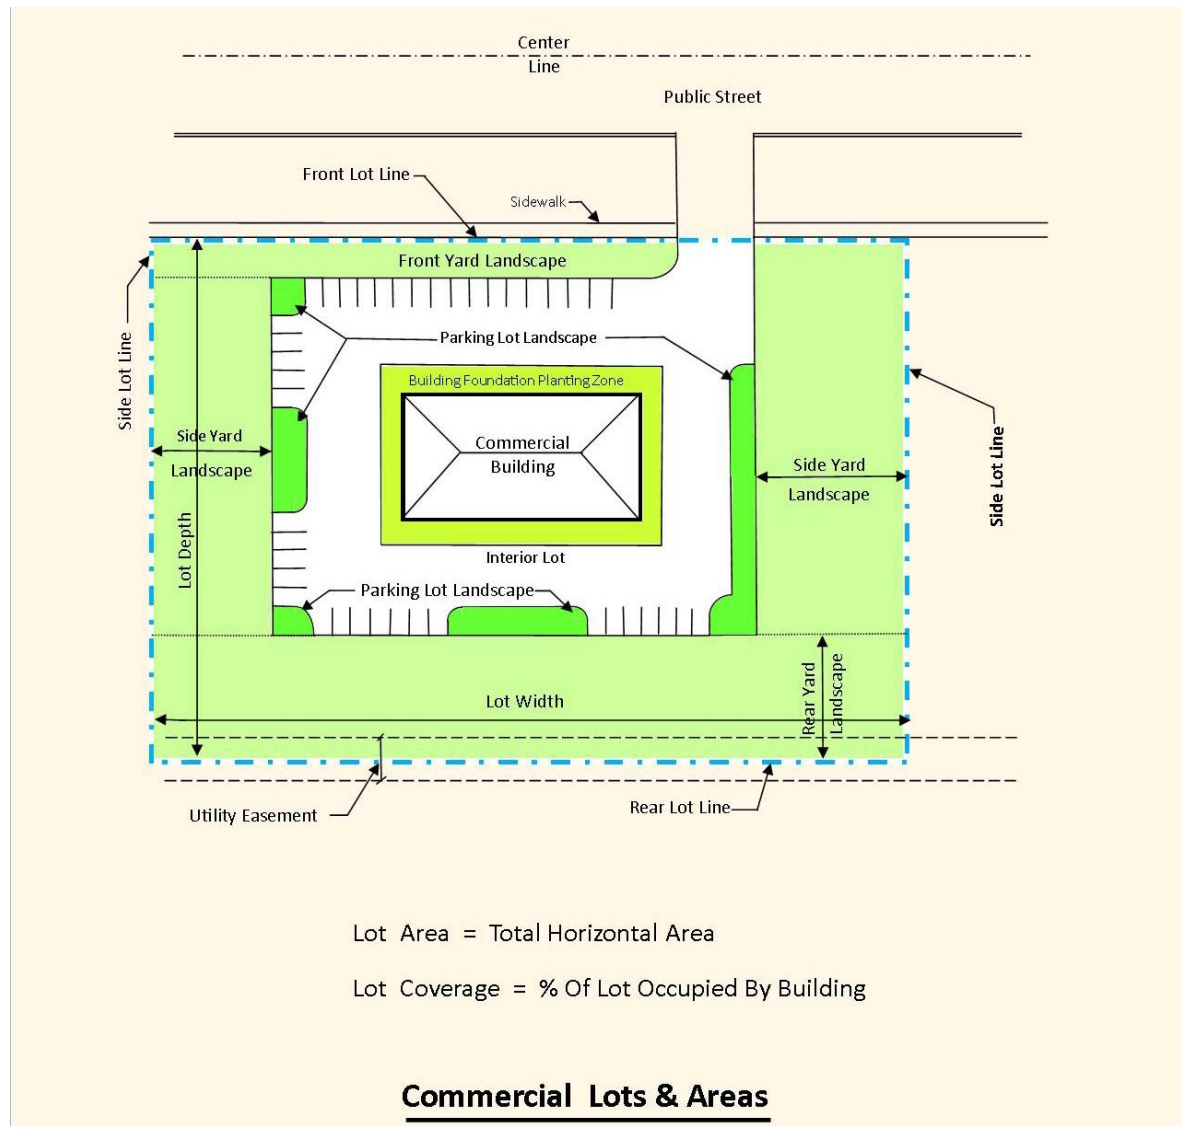 Center
Line
Public Street
Front Lot Line
Sidewalk
Front Yard Landscape
Side Lot Line
Parking Lot Landscape
Building Foundation Planting Zone
Side Yard
Landscape
Commercial
Building
Side Yard
Landscape
Side Lot Line
Lot Depth
Interior Lot
Parking Lot Landscape
Rear Yard
Landscape
Lot Width
Utility Easement
Rear Lot Line
Lot Area = Total Horizontal Area
Lot Coverage = % Of Lot Occupied By Building
Commercial Lots & Areas